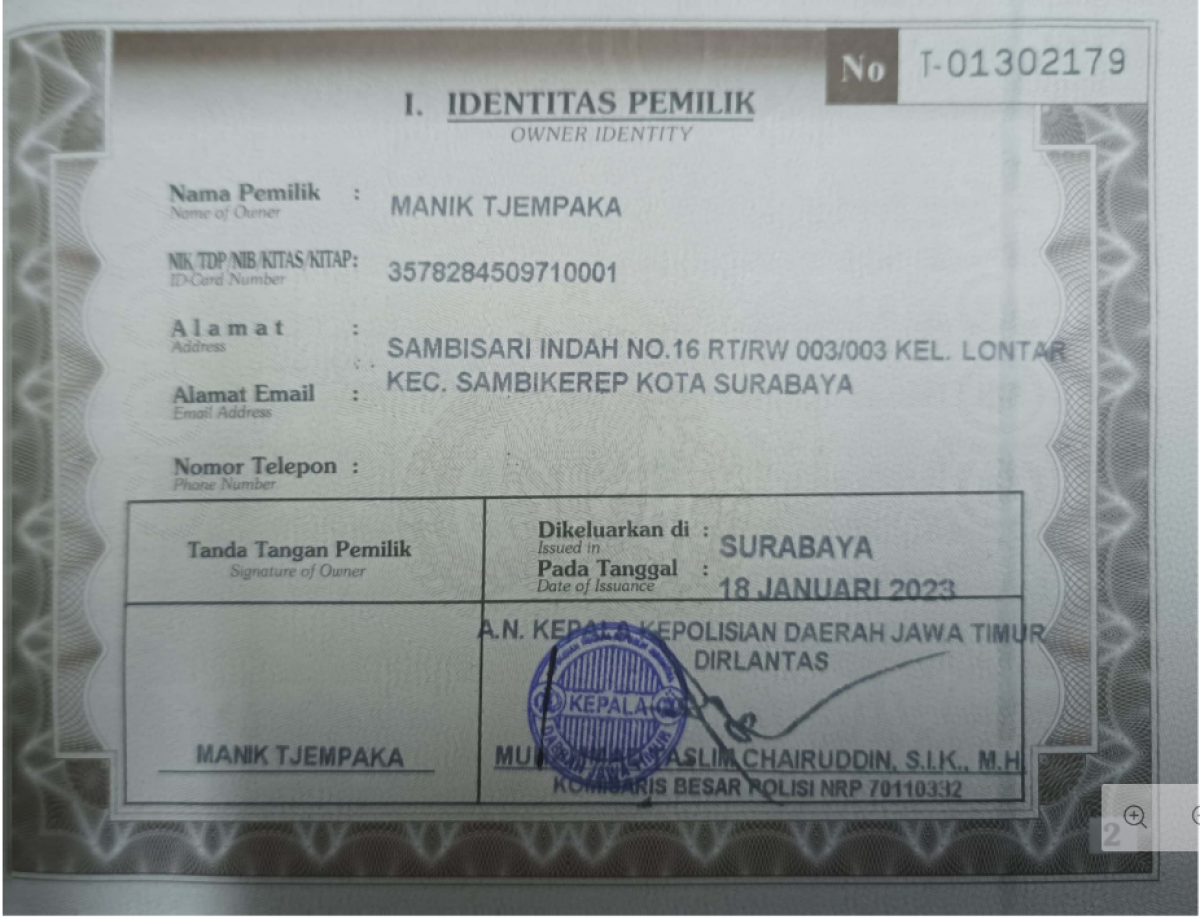 No T-01302179
I. IDENTITAS PEMILIK
OWNER IDENTITY
Nama Pemilik : MANIK TJEMPAKA
Name of Owner
NIK/TDP/NIB/KITAS/KITAP: 3578284509710001
ID-Card Number
Alamat : SAMBISARI INDAH NO.16 RT/RW 003/003 KEL. LONTAR
Address
KEC. SAMBIKEREP KOTA SURABAYA
Alamat Email :
Email Address
Nomor Telepon :
Phone Number
Tanda Tangan Pemilik
Signature of Owner
Dikeluarkan di : SURABAYA
Issued in
Pada Tanggal : 18 JANUARI 2023
Date of Issuance
A.N. KEPALA KEPOLISIAN DAERAH JAWA TIMUR
DIRLANTAS
KEPALA
DAERAH JAWA TIMUR
MANIK TJEMPAKA
CHAIRUDDIN, S.I.K., M.H
KOMISARIS BESAR POLISI NRP 70110332
2